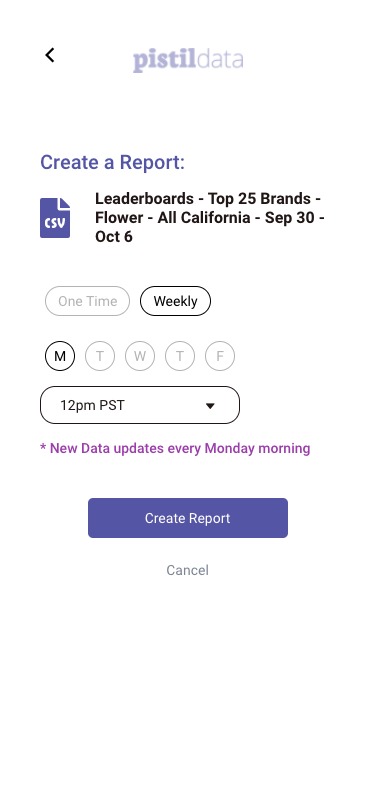 pistildata
Create a Report:
CSV
Leaderboards - Top 25 Brands -
Flower - All California - Sep 30 -
Oct 6
One Time Weekly
M T W T F
12pm PST
* New Data updates every Monday morning
Create Report
Cancel